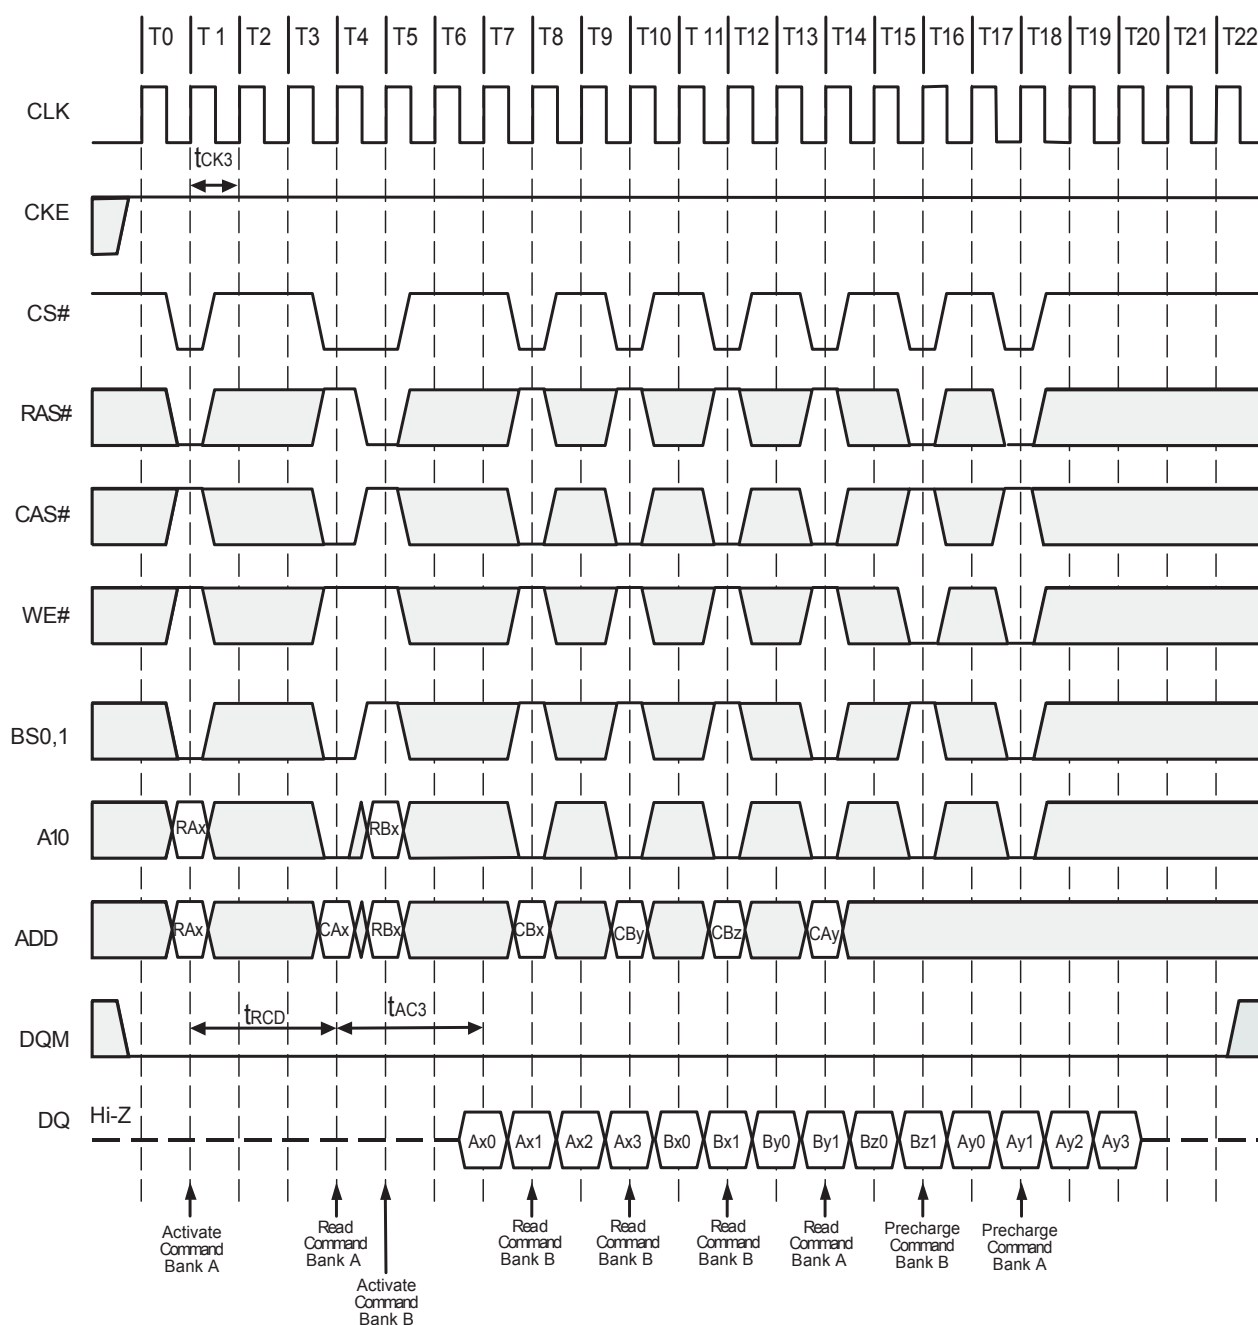 T0 T 1 T2 T3 T4 T5 T6 T7 T8 T9 T10 T 11 T12 T13 T14 T15 T16 T17 T18 T19 T20 T21 T22
CLK
tCK3
CKE
CS#
RAS#
CAS#
WE#
BS0,1
A10 RAx RBx
ADD RAx CAx RBx CBx CBy CBz CAy
tRCD tAC3
DQM
DQ Hi-Z
Ax0 Ax1 Ax2 Ax3 Bx0 Bx1 By0 By1 Bz0 Bz1 Ay0 Ay1 Ay2 Ay3
Activate
Command
Bank A
Read
Command
Bank A
Activate
Command
Bank B
Read
Command
Bank B
Read
Command
Bank B
Read
Command
Bank B
Read
Command
Bank A
Precharge
Command
Bank B
Precharge
Command
Bank A